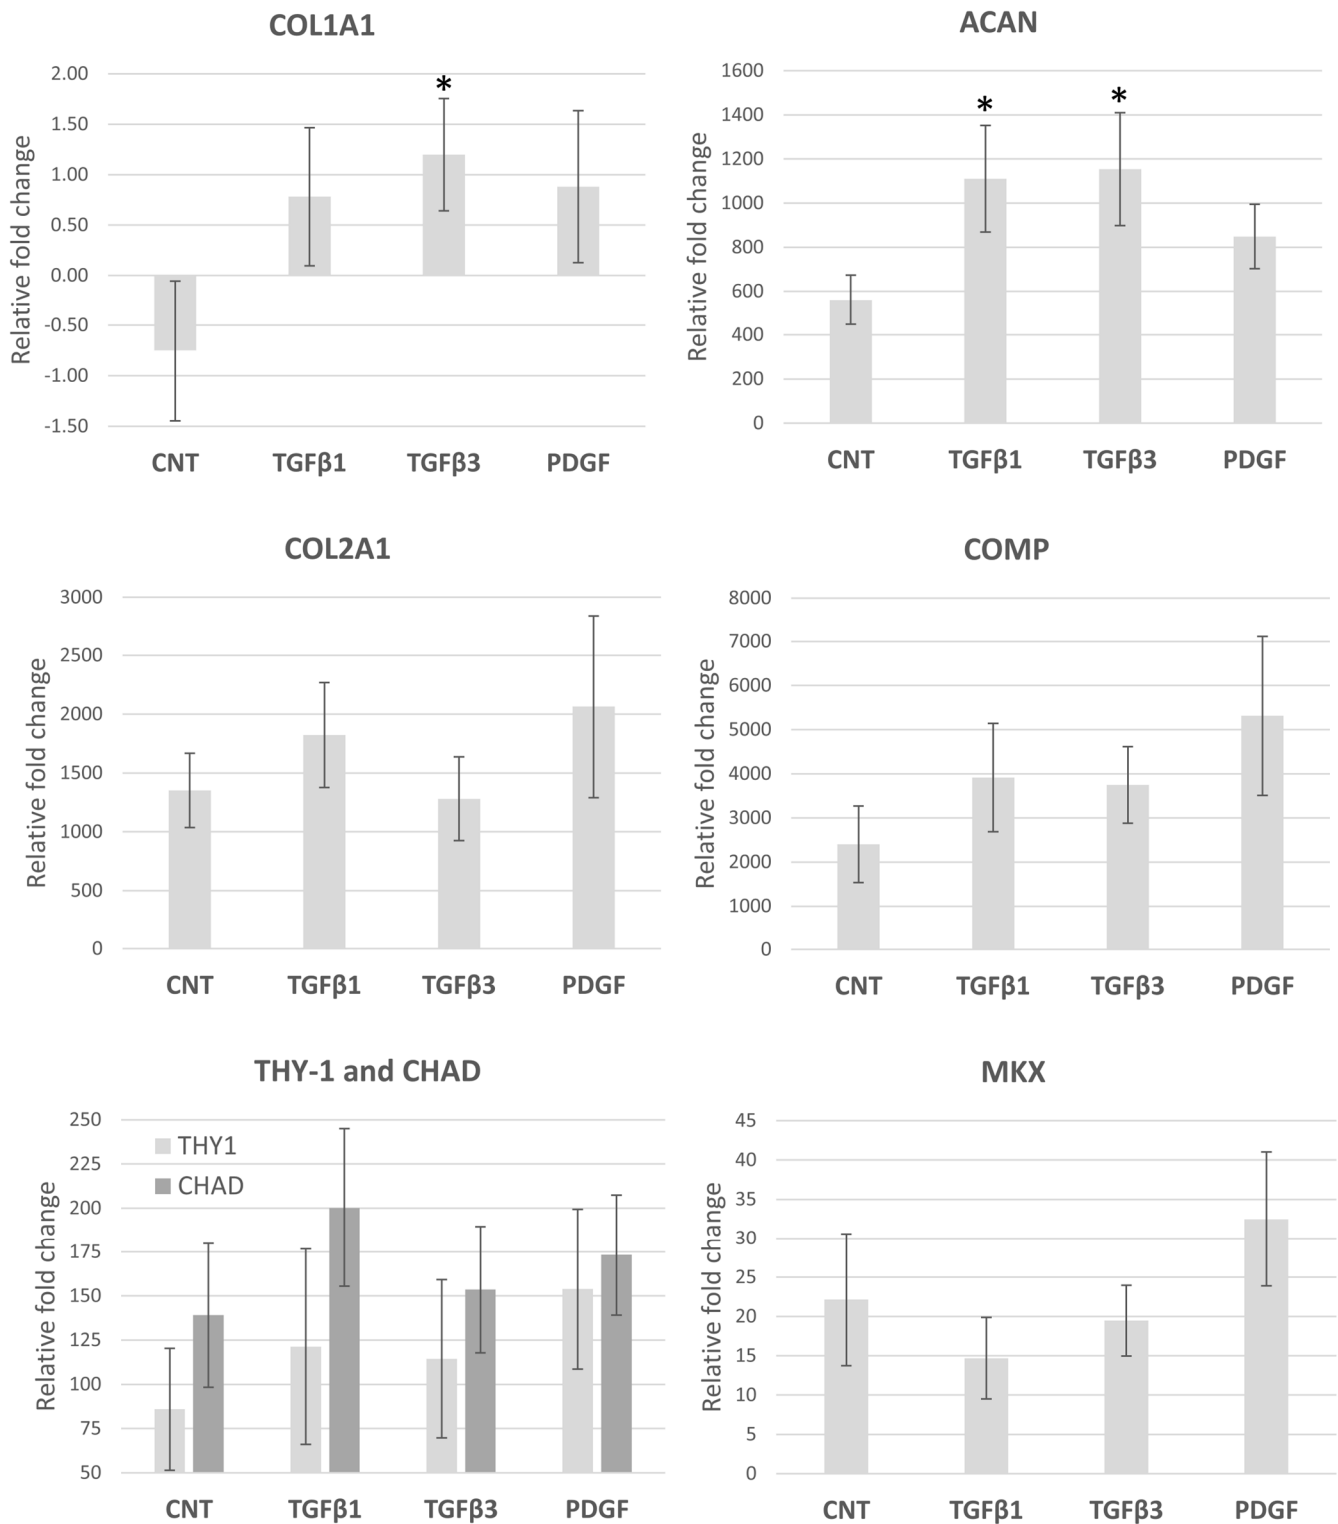 COL1A1
Relative fold change
2.00
1.50
1.00
0.50
0.00
-0.50
-1.00
-1.50
*
CNT TGFβ1 TGFβ3 PDGF
ACAN
Relative fold change
1600
1400
1200
1000
800
600
400
200
0
* *
CNT TGFβ1 TGFβ3 PDGF
COL2A1
Relative fold change
3000
2500
2000
1500
1000
500
0
CNT TGFβ1 TGFβ3 PDGF
COMP
Relative fold change
8000
7000
6000
5000
4000
3000
2000
1000
0
CNT TGFβ1 TGFβ3 PDGF
THY-1 and CHAD
Relative fold change
250
225
200
175
150
125
100
75
50
THY1
CHAD
CNT TGFβ1 TGFβ3 PDGF
MKX
Relative fold change
45
40
35
30
25
20
15
10
5
0
CNT TGFβ1 TGFβ3 PDGF